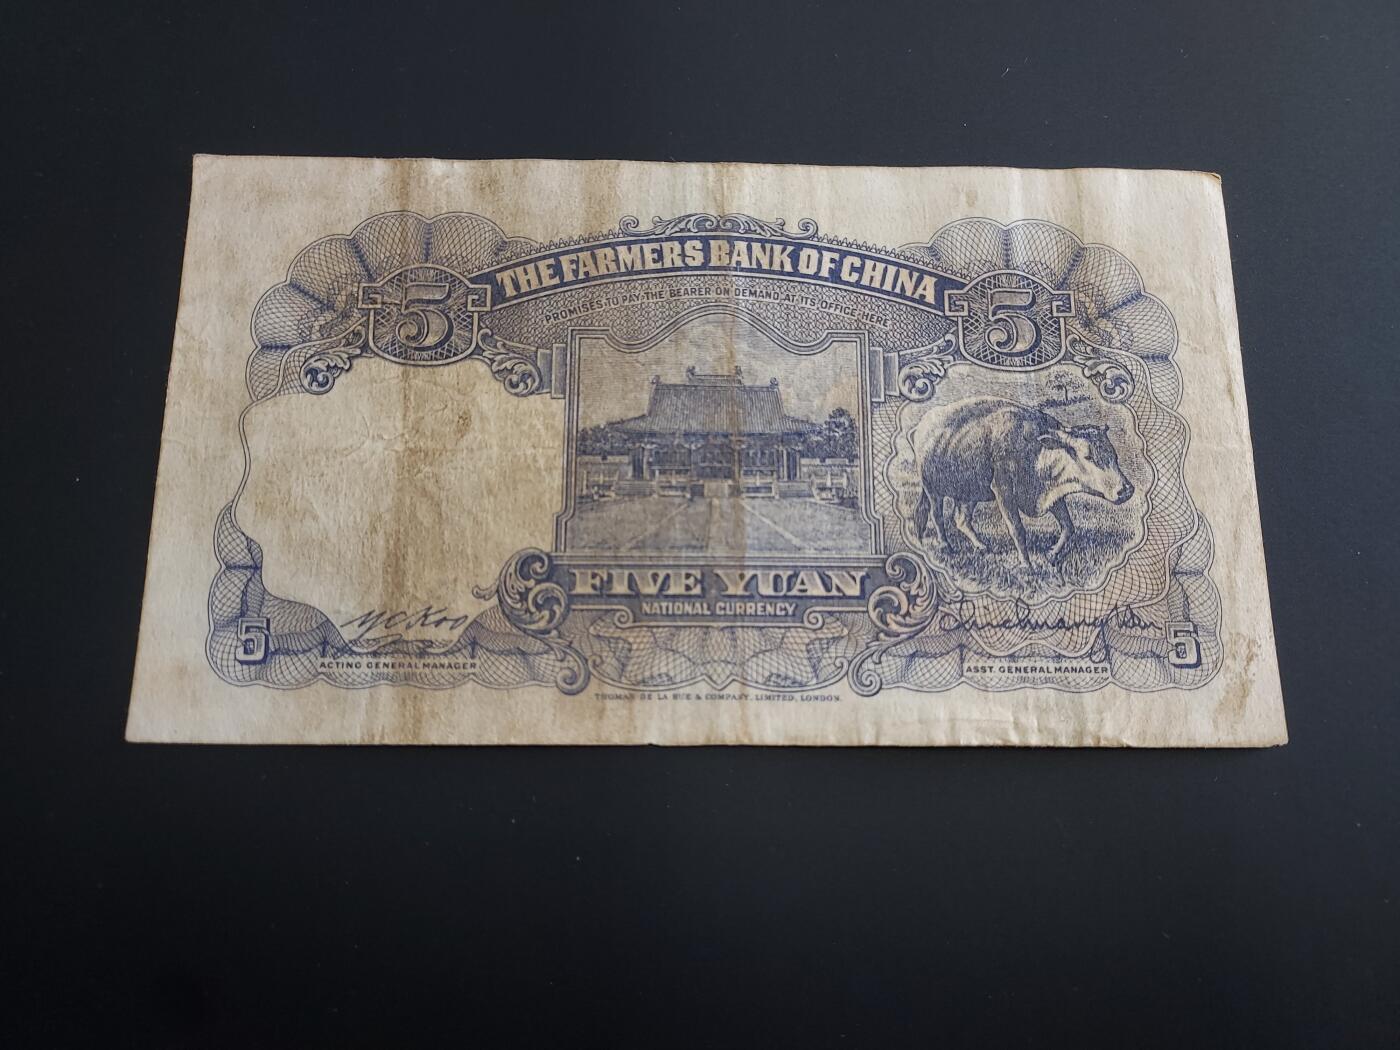 THE FARMERS BANK OF CHINA
PROMISES TO PAY THE BEARER ON DEMAND AT ITS OFFICE HERE
5
5
FIVE YUAN
NATIONAL CURRENCY
Y C Koo
5
5
ACTING GENERAL MANAGER
ASST. GENERAL MANAGER
THOMAS DE LA RUE & COMPANY, LIMITED, LONDON.